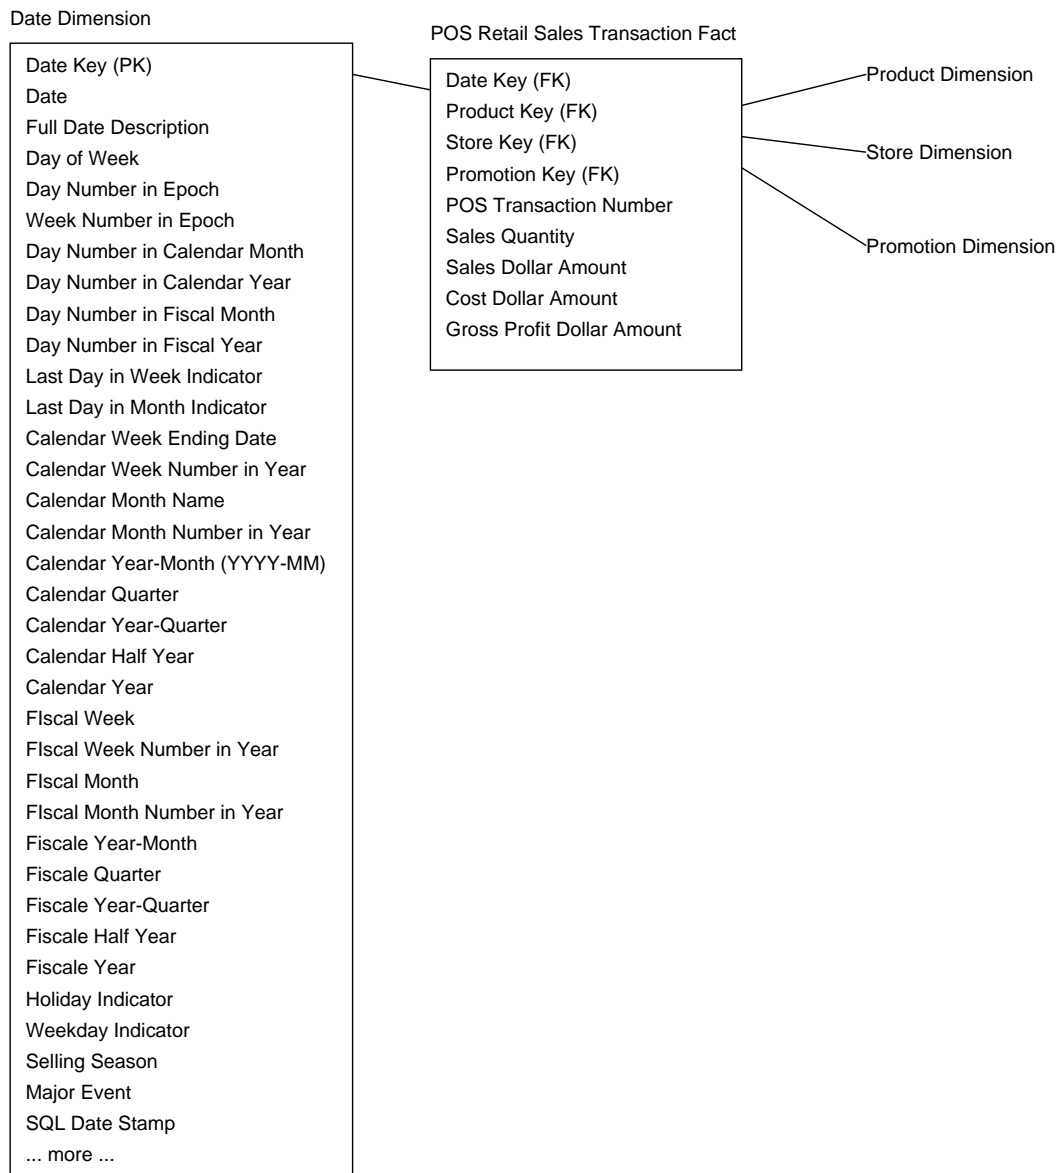 Date Dimension
Date Key (PK)
Date
Full Date Description
Day of Week
Day Number in Epoch
Week Number in Epoch
Day Number in Calendar Month
Day Number in Calendar Year
Day Number in Fiscal Month
Day Number in Fiscal Year
Last Day in Week Indicator
Last Day in Month Indicator
Calendar Week Ending Date
Calendar Week Number in Year
Calendar Month Name
Calendar Month Number in Year
Calendar Year-Month (YYYY-MM)
Calendar Quarter
Calendar Year-Quarter
Calendar Half Year
Calendar Year
FIscal Week
FIscal Week Number in Year
FIscal Month
FIscal Month Number in Year
Fiscale Year-Month
Fiscale Quarter
Fiscale Year-Quarter
Fiscale Half Year
Fiscale Year
Holiday Indicator
Weekday Indicator
Selling Season
Major Event
SQL Date Stamp
... more ...
POS Retail Sales Transaction Fact
Date Key (FK)
Product Key (FK)
Store Key (FK)
Promotion Key (FK)
POS Transaction Number
Sales Quantity
Sales Dollar Amount
Cost Dollar Amount
Gross Profit Dollar Amount
Product Dimension
Store Dimension
Promotion Dimension